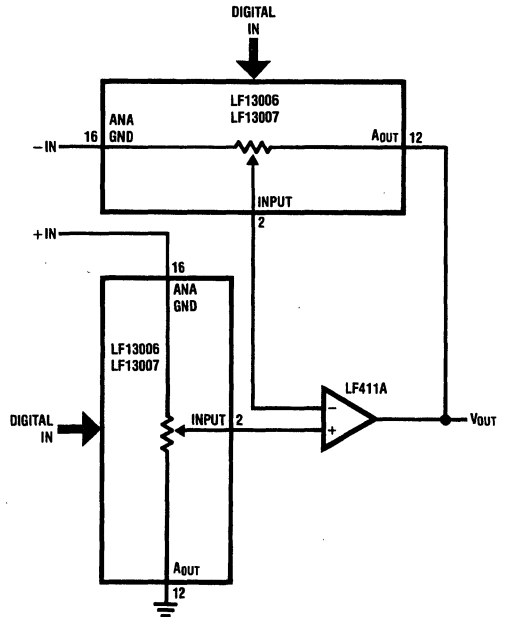 DIGITAL
IN
LF13006
LF13007
ANA
GND
16
−IN
AOUT
12
INPUT
2
+IN
16
ANA
GND
LF13006
LF13007
INPUT
2
DIGITAL
IN
LF411A
−
+
VOUT
AOUT
12